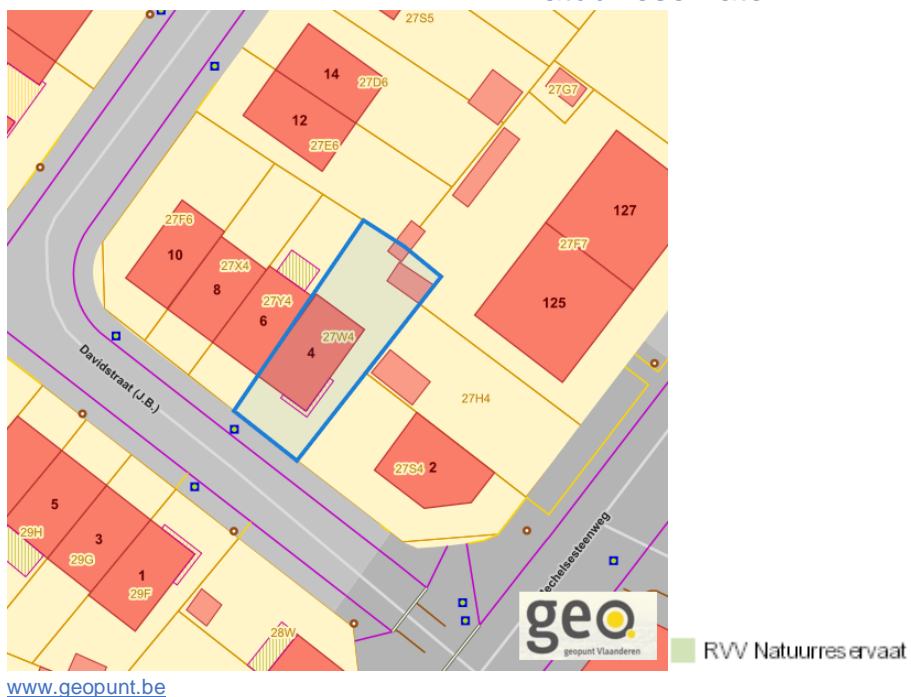 27S5
14
27D6
27G7
12
27E6
127
27F6
27F7
10
27X4
8
27Y4
6
125
27W4
4
Davidstraat (J.B.)
27H4
27S4 2
5
29H
3
29G
1
29F
28W
geo
geopunt Vlaanderen
RVV Natuurreservaat
www.geopunt.be